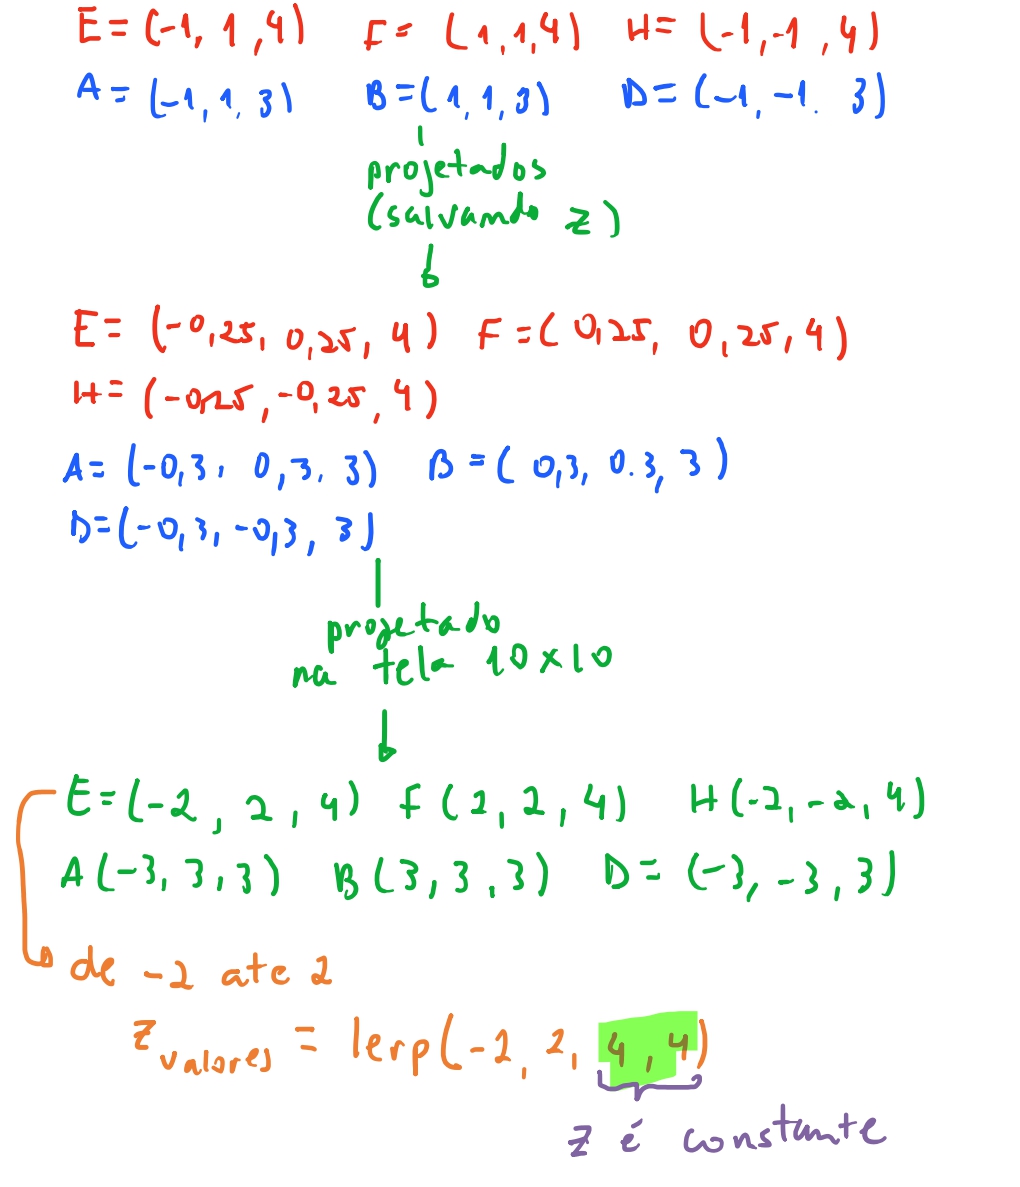 E = (-1, 1, 4) F = (1, 1, 4) H = (-1, -1, 4)
A = (-1, 1, 3) B = (1, 1, 3) D = (-1, -1. 3)
projetados
(salvando z)
E = (-0,25, 0,25, 4) F = (0,25, 0,25, 4)
H = (-0,25, -0,25, 4)
A = (-0,3, 0,3, 3) B = (0,3, 0.3, 3)
D = (-0,3, -0,3, 3)
projetado
na tela 10x10
E = (-2, 2, 4) F (2, 2, 4) H (-2, -2, 4)
A (-3, 3, 3) B (3, 3, 3) D = (-3, -3, 3)
de -2 ate 2
z valores = lerp(-2, 2, 4, 4)
z é constante